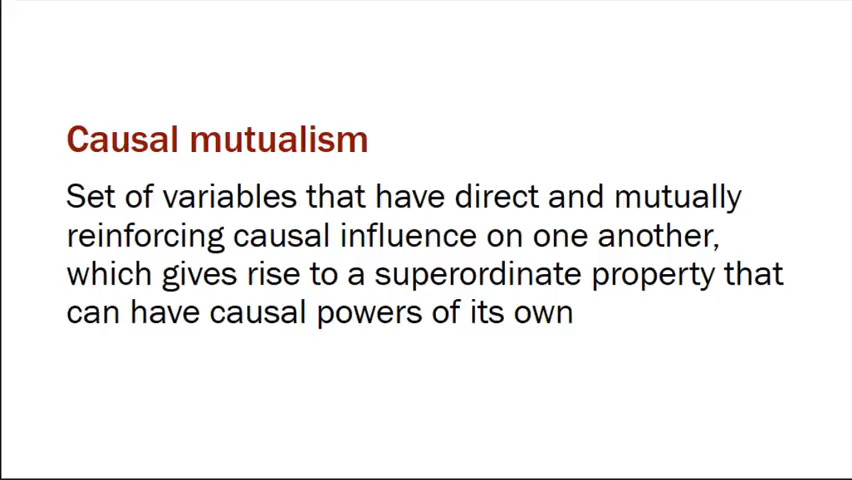 Causal mutualism
Set of variables that have direct and mutually
reinforcing causal influence on one another,
which gives rise to a superordinate property that
can have causal powers of its own